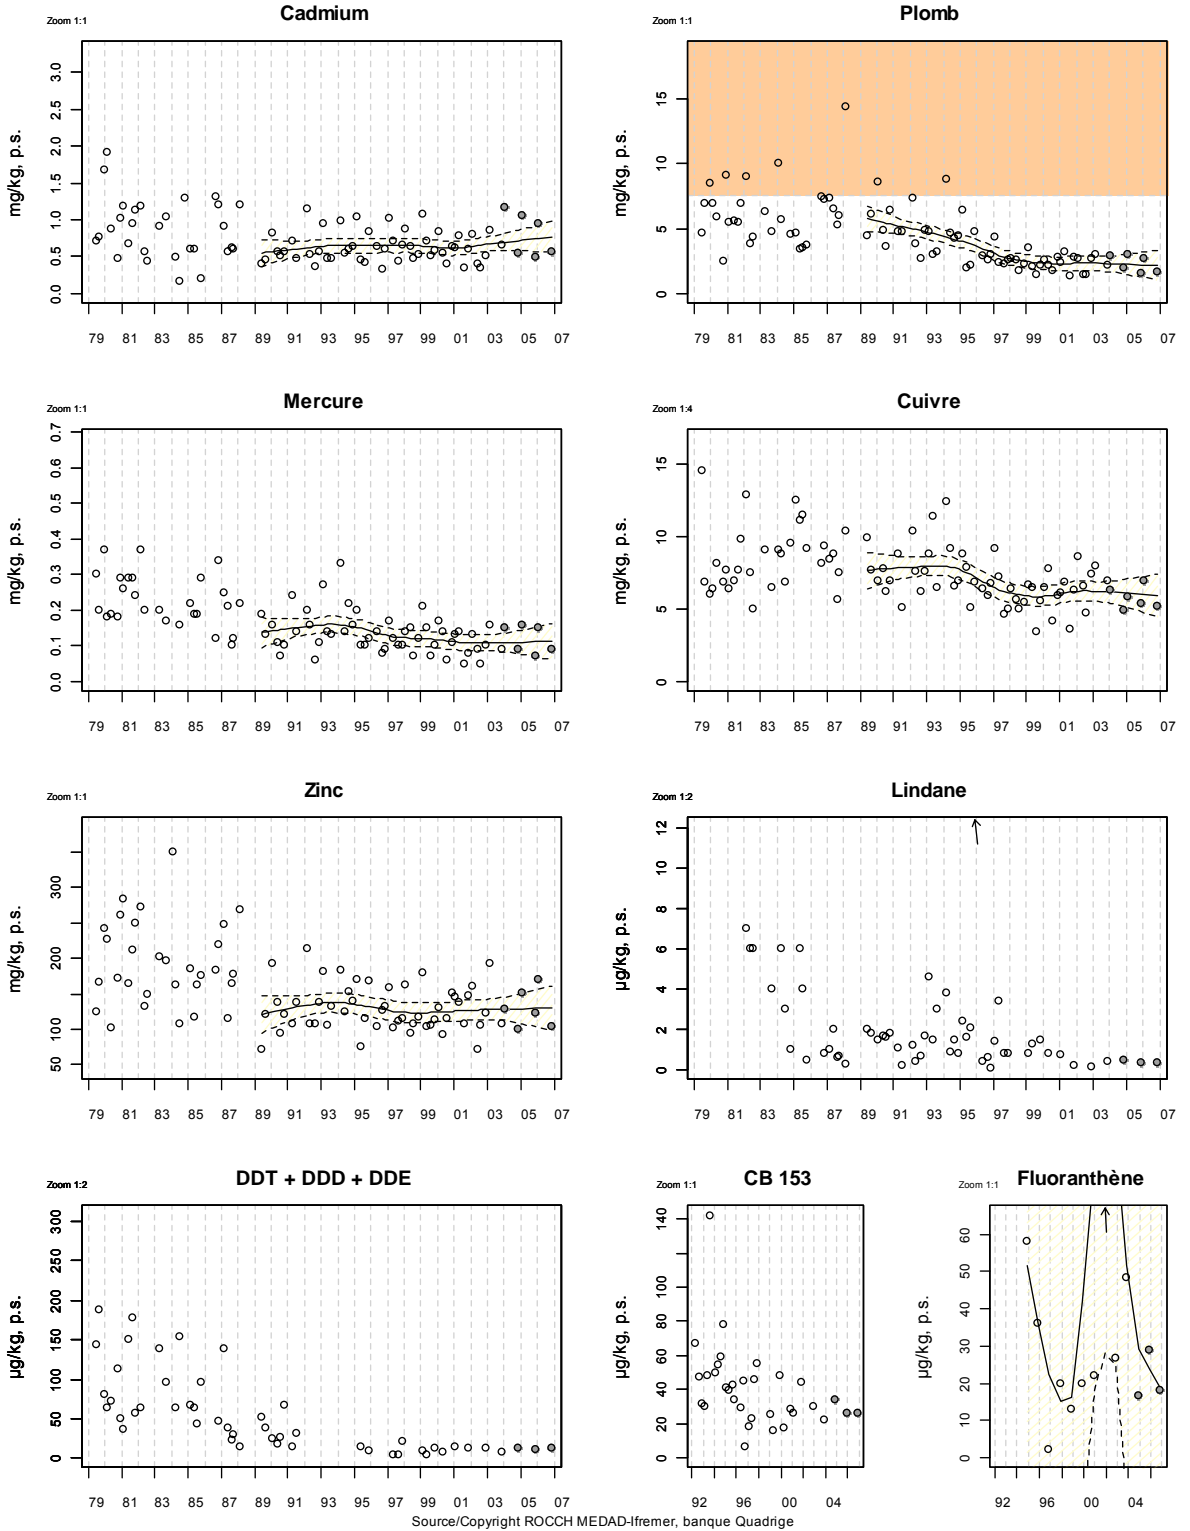 Zoom 1:1
Cadmium
mg/kg, p.s.
0.0 0.5 1.0 1.5 2.0 2.5 3.0
79 81 83 85 87 89 91 93 95 97 99 01 03 05 07
Zoom 1:1
Plomb
mg/kg, p.s.
0 5 10 15
79 81 83 85 87 89 91 93 95 97 99 01 03 05 07
Zoom 1:1
Mercure
mg/kg, p.s.
0.0 0.1 0.2 0.3 0.4 0.5 0.6 0.7
79 81 83 85 87 89 91 93 95 97 99 01 03 05 07
Zoom 1:4
Cuivre
mg/kg, p.s.
0 5 10 15
79 81 83 85 87 89 91 93 95 97 99 01 03 05 07
Zoom 1:1
Zinc
mg/kg, p.s.
50 100 200 300
79 81 83 85 87 89 91 93 95 97 99 01 03 05 07
Zoom 1:2
Lindane
µg/kg, p.s.
0 2 4 6 8 10 12
79 81 83 85 87 89 91 93 95 97 99 01 03 05 07
Zoom 1:2
DDT + DDD + DDE
µg/kg, p.s.
0 50 100 150 200 250 300
79 81 83 85 87 89 91 93 95 97 99 01 03 05 07
Zoom 1:1
CB 153
µg/kg, p.s.
0 20 40 60 80 100 140
92 96 00 04
Zoom 1:1
Fluoranthène
µg/kg, p.s.
0 10 20 30 40 50 60
92 96 00 04
Source/Copyright ROCCH MEDAD-Ifremer, banque Quadrige